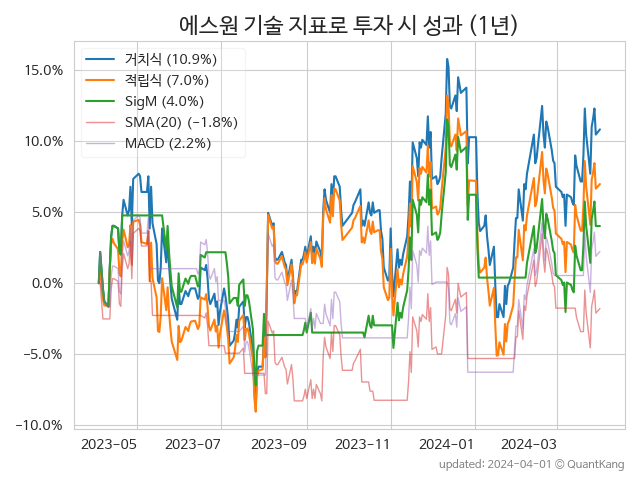 에스원 기술 지표로 투자 시 성과 (1년)
거치식 (10.9%)
적립식 (7.0%)
SigM (4.0%)
SMA(20) (−1.8%)
MACD (2.2%)
15.0%
10.0%
5.0%
0.0%
−5.0%
−10.0%
2023-05 2023-07 2023-09 2023-11 2024-01 2024-03
updated: 2024-04-01 © QuantKang